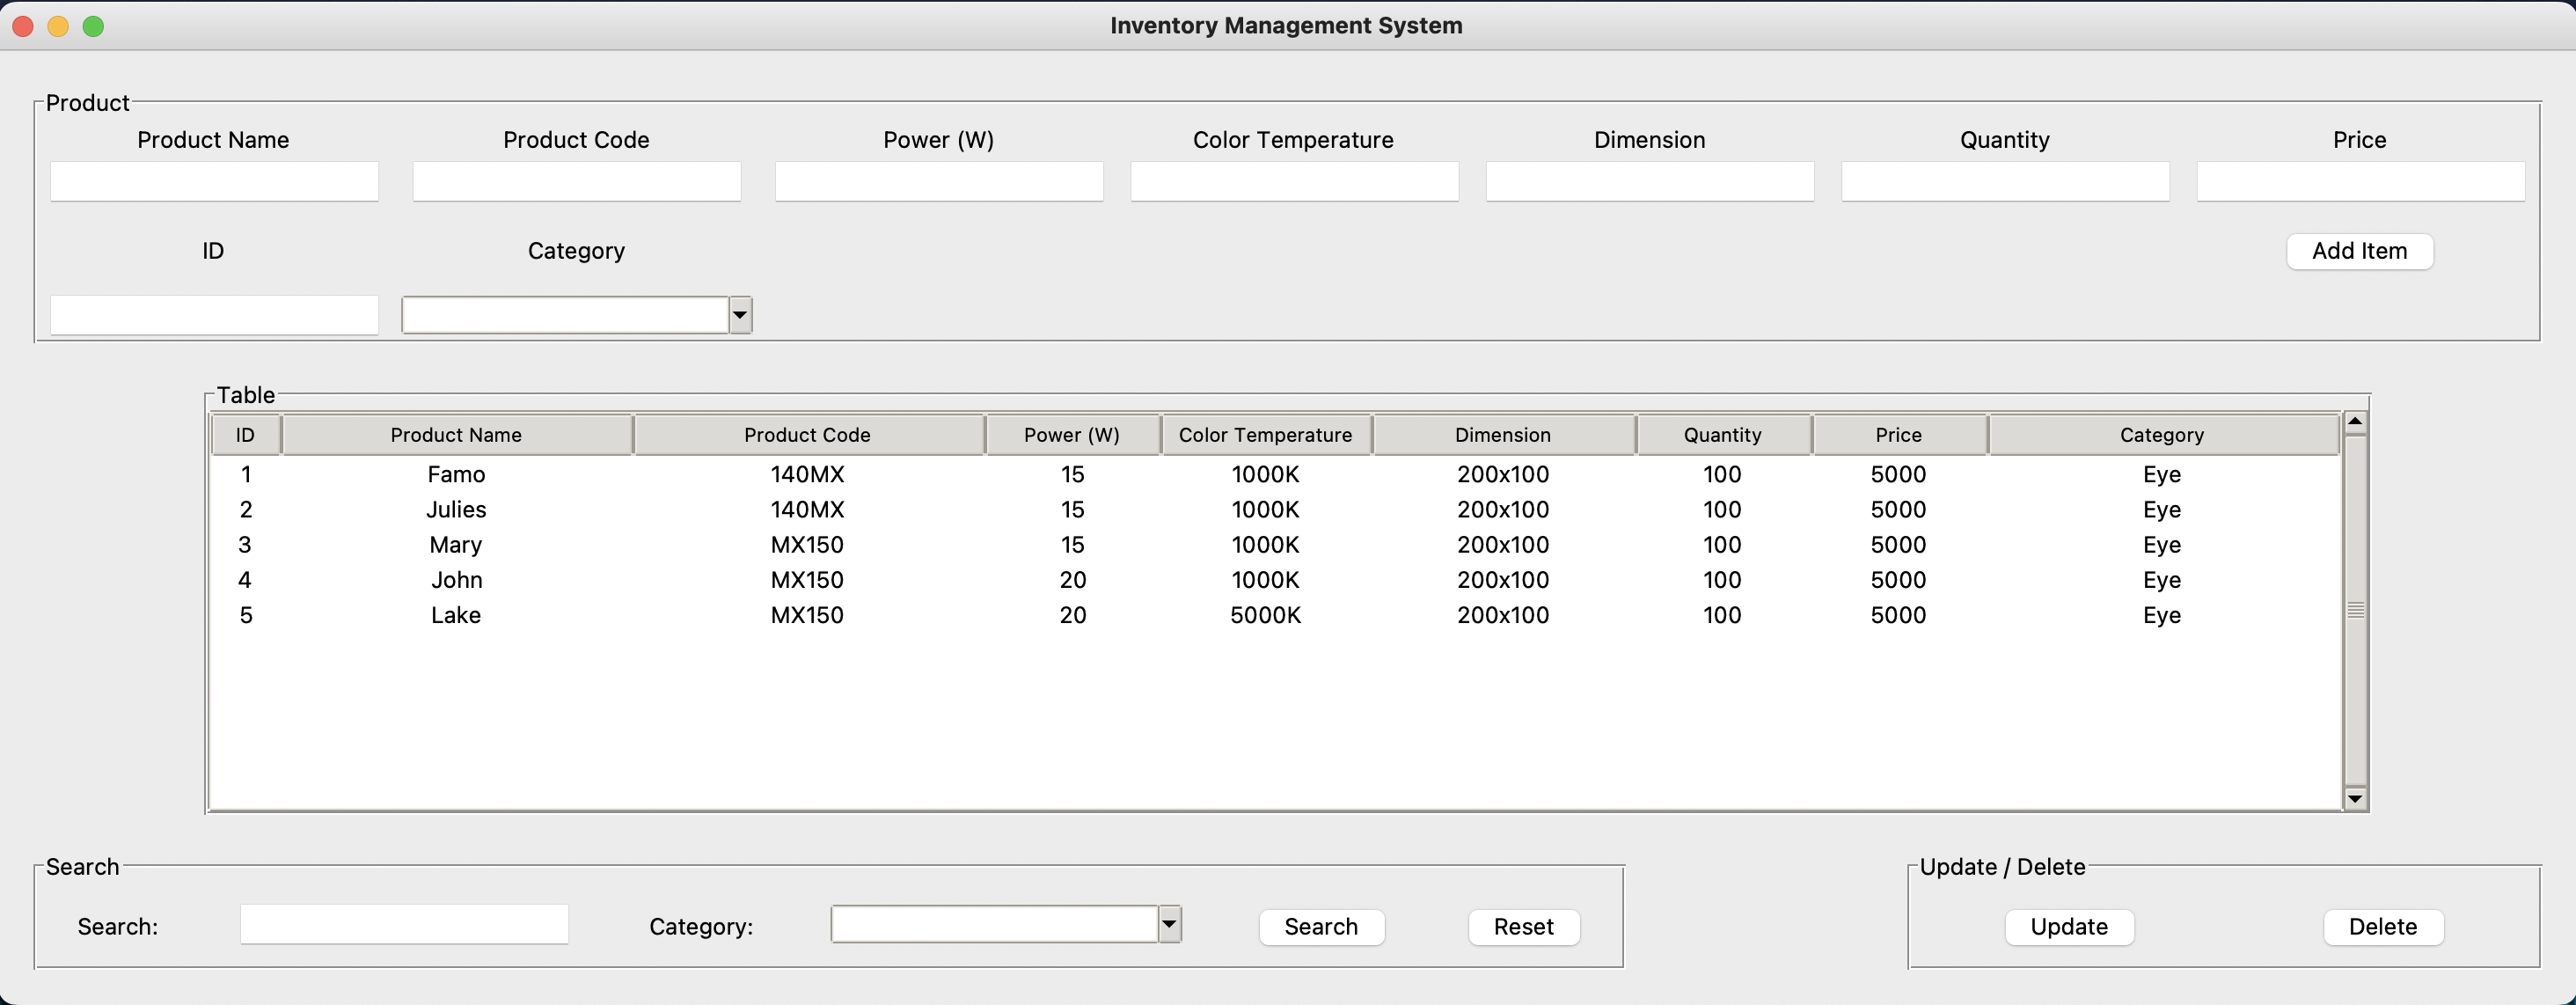 Inventory Management System
Product
Product Name Product Code Power (W) Color Temperature Dimension Quantity Price
ID Category Add Item
Table
ID Product Name Product Code Power (W) Color Temperature Dimension Quantity Price Category
1 Famo 140MX 15 1000K 200x100 100 5000 Eye
2 Julies 140MX 15 1000K 200x100 100 5000 Eye
3 Mary MX150 15 1000K 200x100 100 5000 Eye
4 John MX150 20 1000K 200x100 100 5000 Eye
5 Lake MX150 20 5000K 200x100 100 5000 Eye
Search
Search: Category: Search Reset
Update / Delete
Update Delete